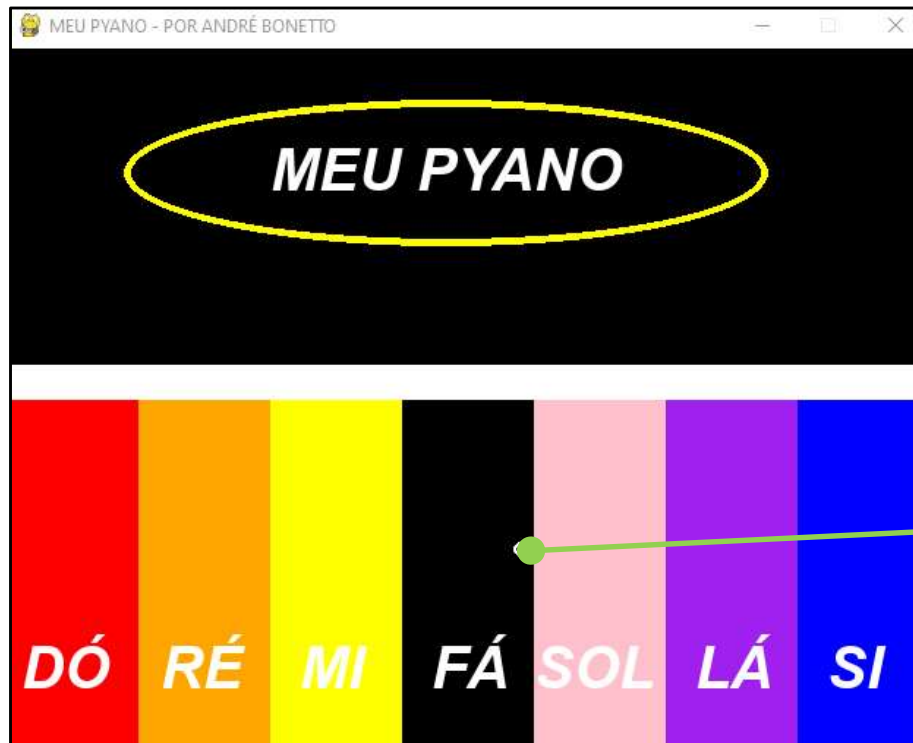 MEU PYANO - POR ANDRÉ BONETTO
MEU PYANO
DÓ RÉ MI FÁ SOL LÁ SI